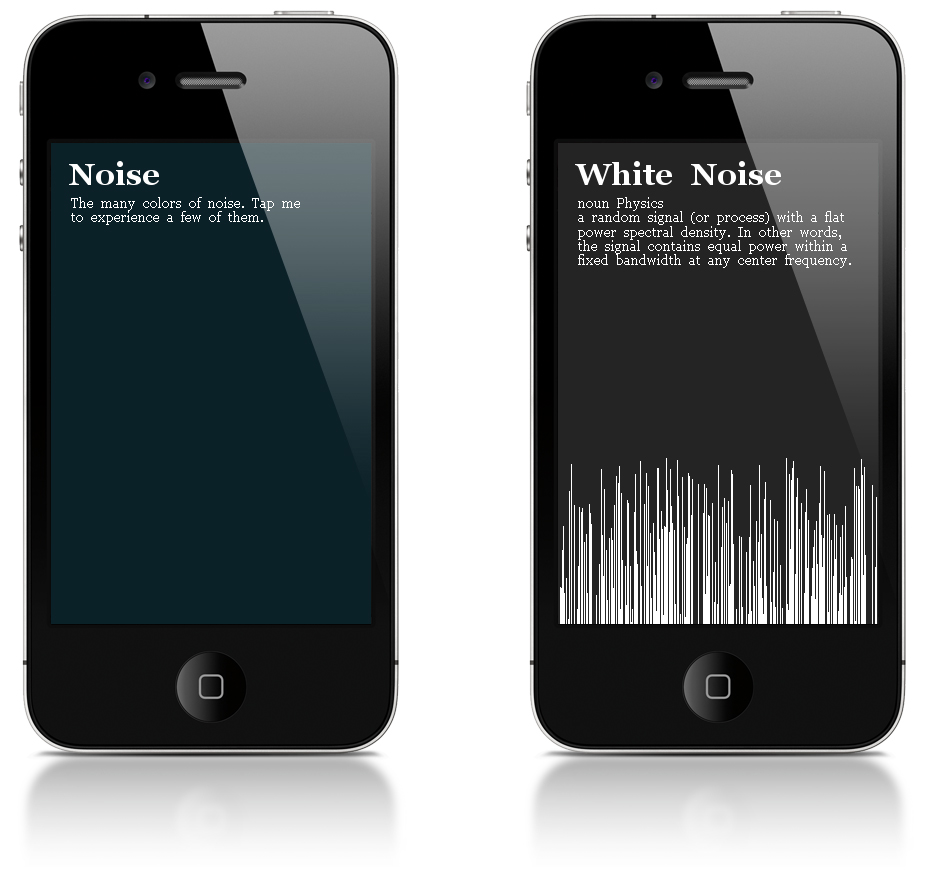 Noise
The many colors of noise. Tap me
to experience a few of them.
White Noise
noun Physics
a random signal (or process) with a flat
power spectral density. In other words,
the signal contains equal power within a
fixed bandwidth at any center frequency.